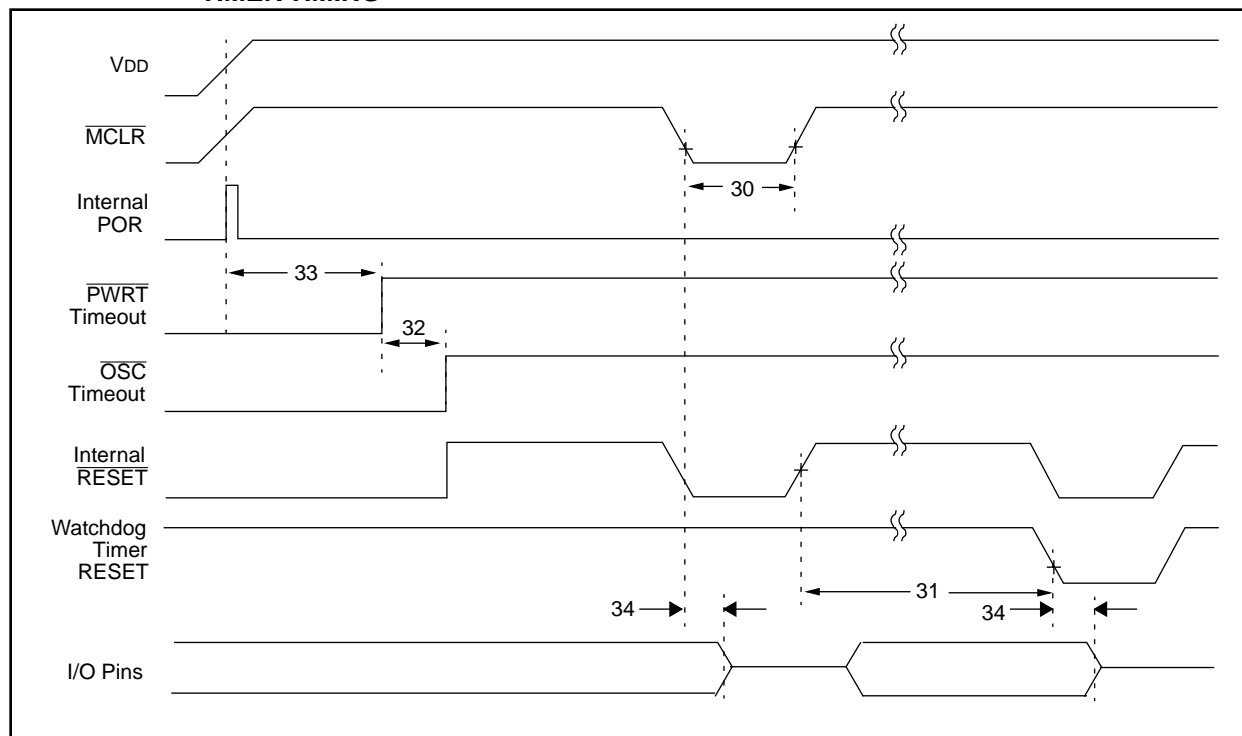 VDD
MCLR
30
Internal
POR
33
PWRT
Timeout
32
OSC
Timeout
Internal
RESET
Watchdog
Timer
RESET
31
34
34
I/O Pins